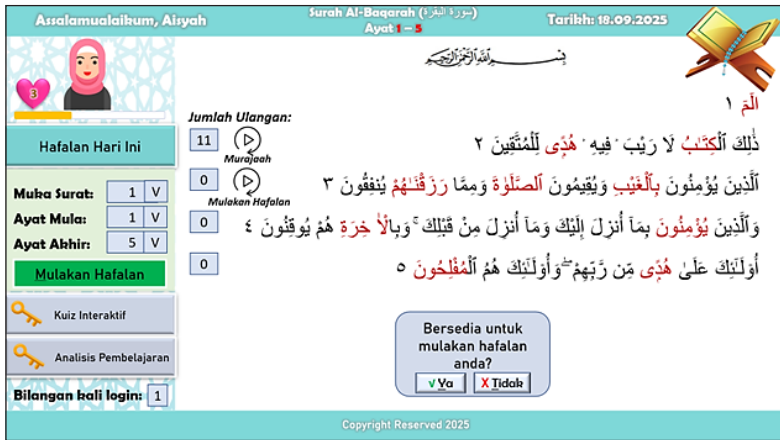 Assalamualaikum, Aisyah
Surah Al-Baqarah (سورة البقرة)
Ayat 1 – 5
Tarikh: 18.09.2025
بِسْمِ اللَّهِ الرَّحْمَٰنِ الرَّحِيمِ
3
Hafalan Hari Ini
Muka Surat: 1 V
Ayat Mula: 1 V
Ayat Akhir: 5 V
Mulakan Hafalan
Kuiz Interaktif
Analisis Pembelajaran
Bilangan kali login: 1
Jumlah Ulangan:
11
Murajaah
0
Mulakan Hafalan
0
0
الٓمٓ ١
ذَٰلِكَ ٱلْكِتَـٰبُ لَا رَيْبَ ۛ فِيهِ ۛ هُدًى لِّلْمُتَّقِينَ ٢
ٱلَّذِينَ يُؤْمِنُونَ بِٱلْغَيْبِ وَيُقِيمُونَ ٱلصَّلَوٰةَ وَمِمَّا رَزَقْنَـٰهُمْ يُنفِقُونَ ٣
وَٱلَّذِينَ يُؤْمِنُونَ بِمَآ أُنزِلَ إِلَيْكَ وَمَآ أُنزِلَ مِن قَبْلِكَ وَبِٱلْـَٔاخِرَةِ هُمْ يُوقِنُونَ ٤
أُو۟لَـٰٓئِكَ عَلَىٰ هُدًى مِّن رَّبِّهِمْ ۖ وَأُو۟لَـٰٓئِكَ هُمُ ٱلْمُفْلِحُونَ ٥
Bersedia untuk
mulakan hafalan
anda?
√ Ya X Tidak
Copyright Reserved 2025